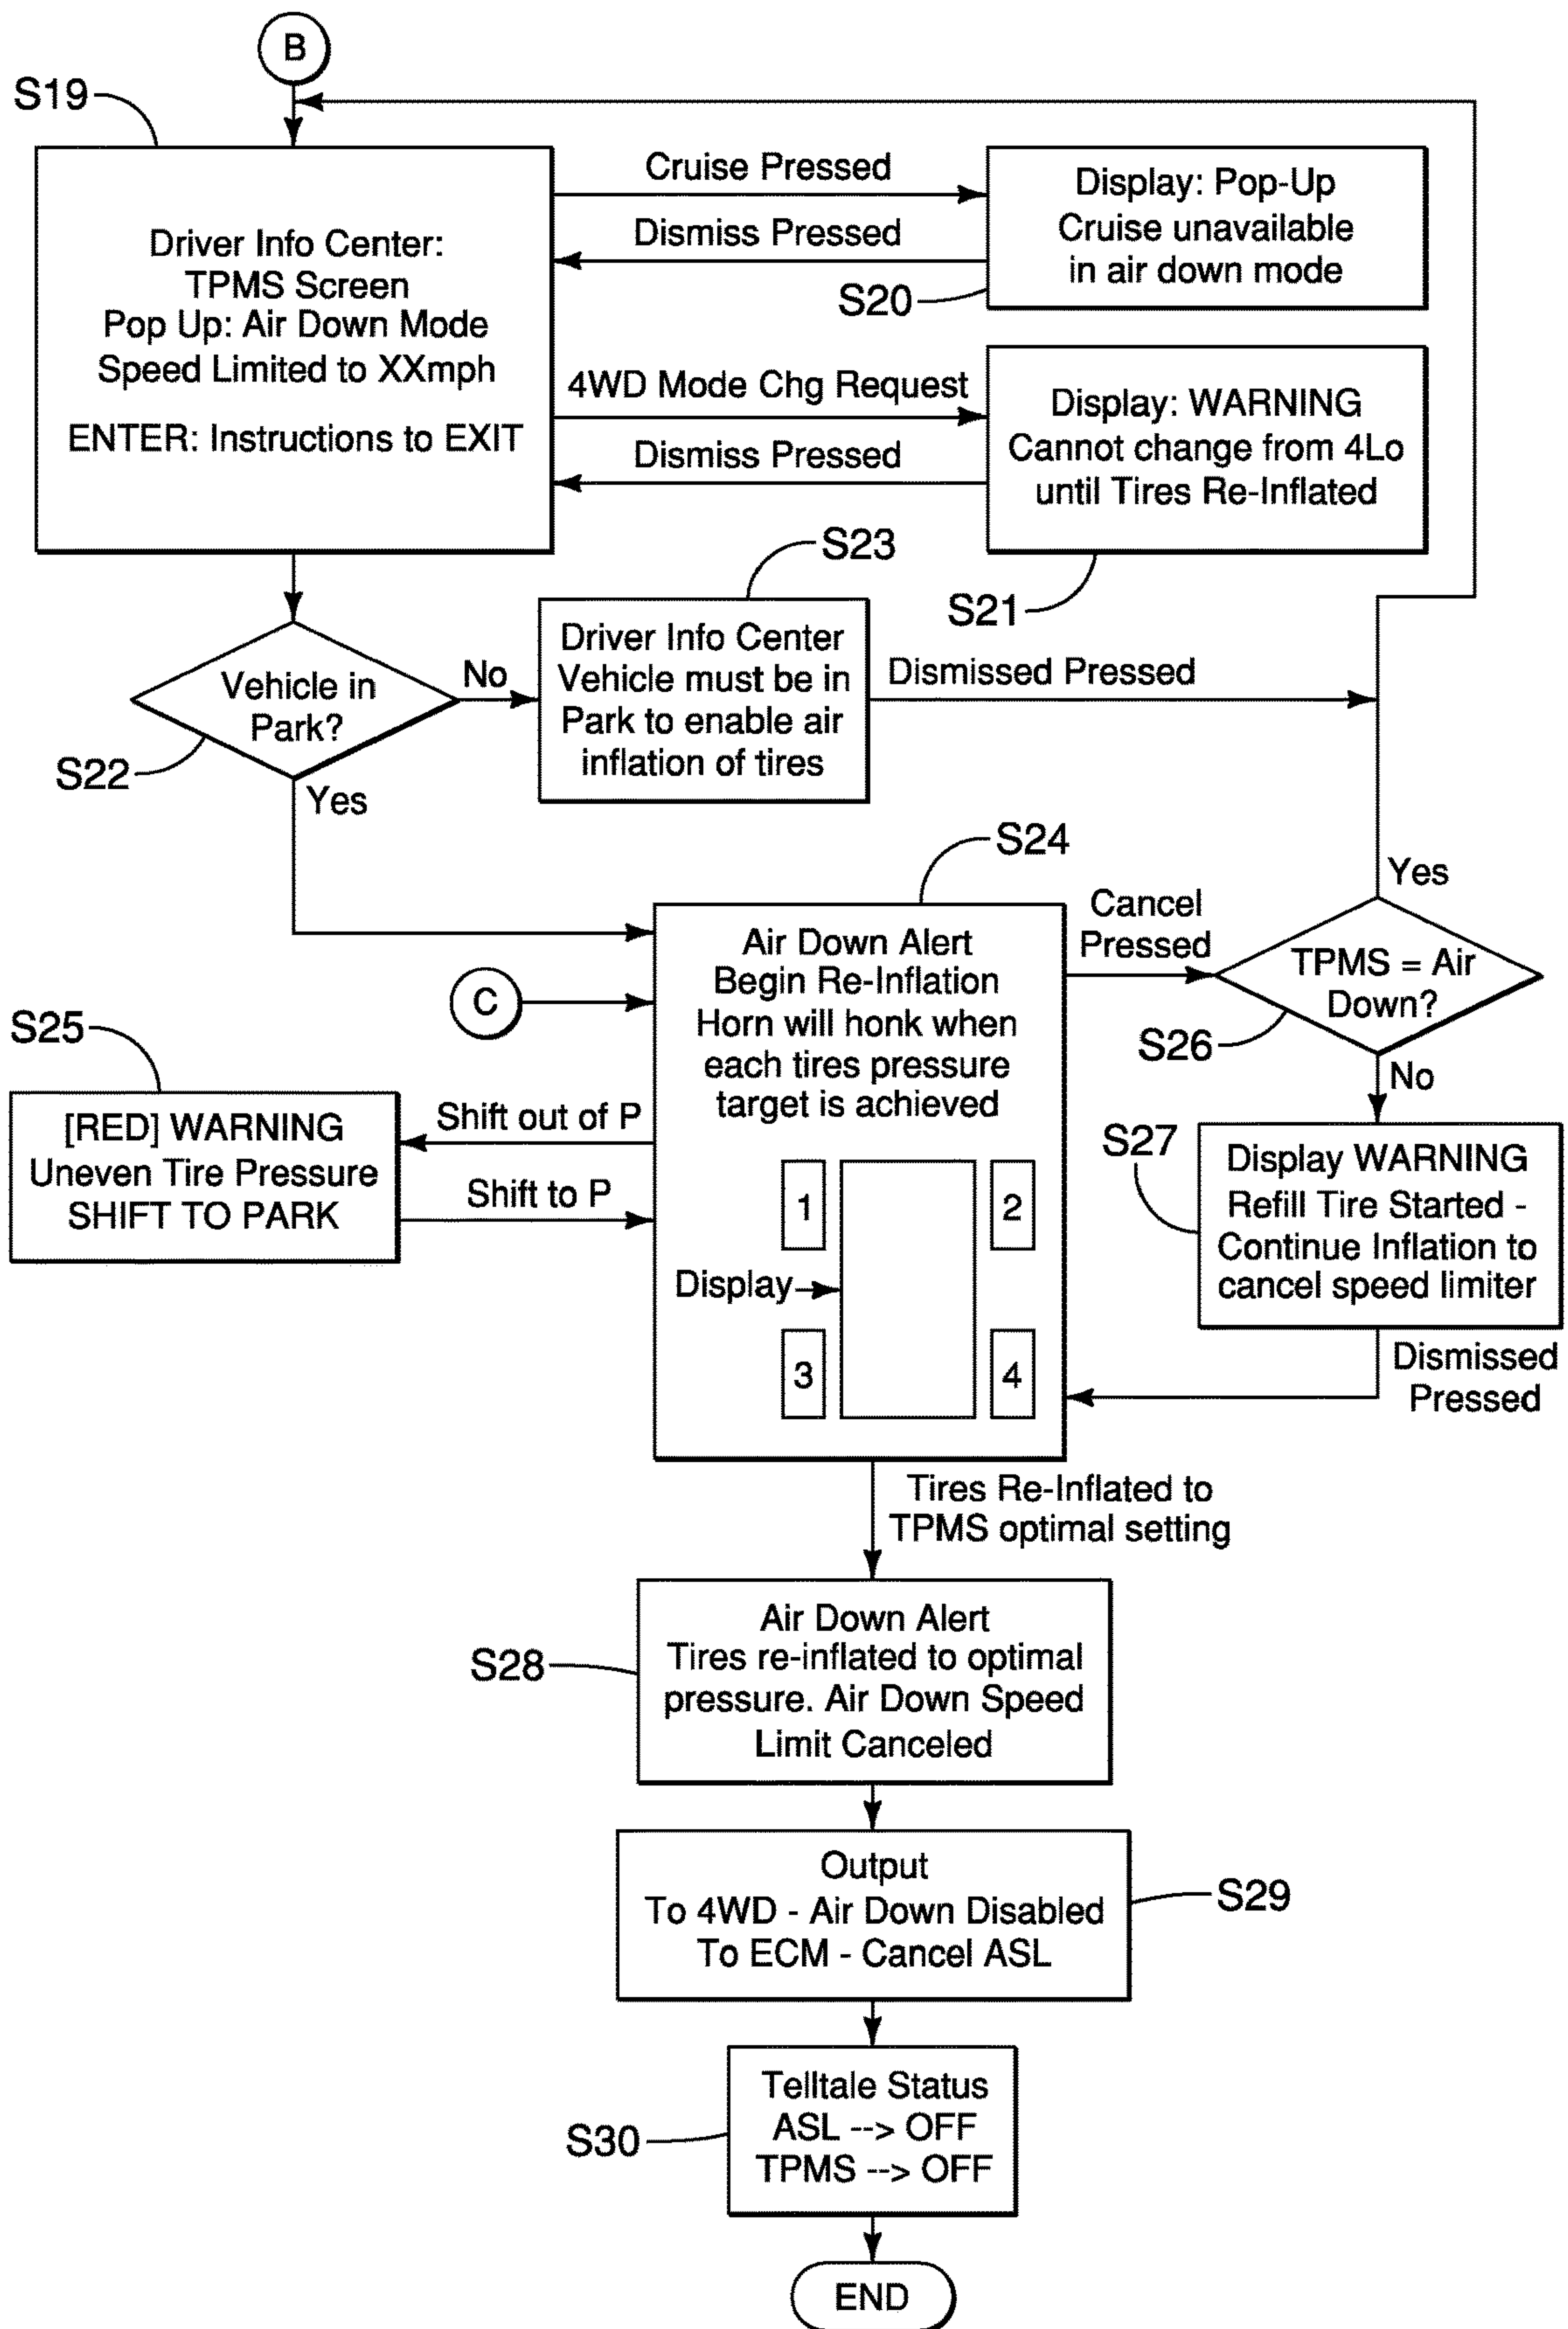 B
S19
Driver Info Center:
TPMS Screen
Pop Up: Air Down Mode
Speed Limited to XXmph
ENTER: Instructions to EXIT
Cruise Pressed
Dismiss Pressed
Display: Pop-Up
Cruise unavailable
in air down mode
S20
4WD Mode Chg Request
Dismiss Pressed
Display: WARNING
Cannot change from 4Lo
until Tires Re-Inflated
S21
S23
Vehicle in
Park?
S22
No
Yes
Driver Info Center
Vehicle must be in
Park to enable air
inflation of tires
Dismissed Pressed
S24
Air Down Alert
Begin Re-Inflation
Horn will honk when
each tires pressure
target is achieved
1
2
Display
3
4
C
S25
[RED] WARNING
Uneven Tire Pressure
SHIFT TO PARK
Shift out of P
Shift to P
Cancel
Pressed
Yes
TPMS = Air
Down?
S26
No
S27
Display WARNING
Refill Tire Started -
Continue Inflation to
cancel speed limiter
Dismissed
Pressed
Tires Re-Inflated to
TPMS optimal setting
S28
Air Down Alert
Tires re-inflated to optimal
pressure. Air Down Speed
Limit Canceled
Output
To 4WD - Air Down Disabled
To ECM - Cancel ASL
S29
S30
Telltale Status
ASL --> OFF
TPMS --> OFF
END